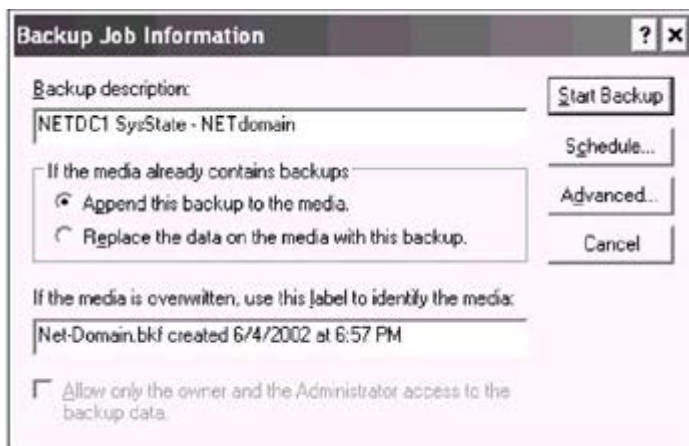 Backup Job Information
Backup description:
NETDC1 SysState - NETdomain
Start Backup
Schedule...
If the media already contains backups
Append this backup to the media.
Replace the data on the media with this backup.
Advanced...
Cancel
If the media is overwritten, use this label to identify the media:
Net-Domain.bkf created 6/4/2002 at 6:57 PM
Allow only the owner and the Administrator access to the
backup data.